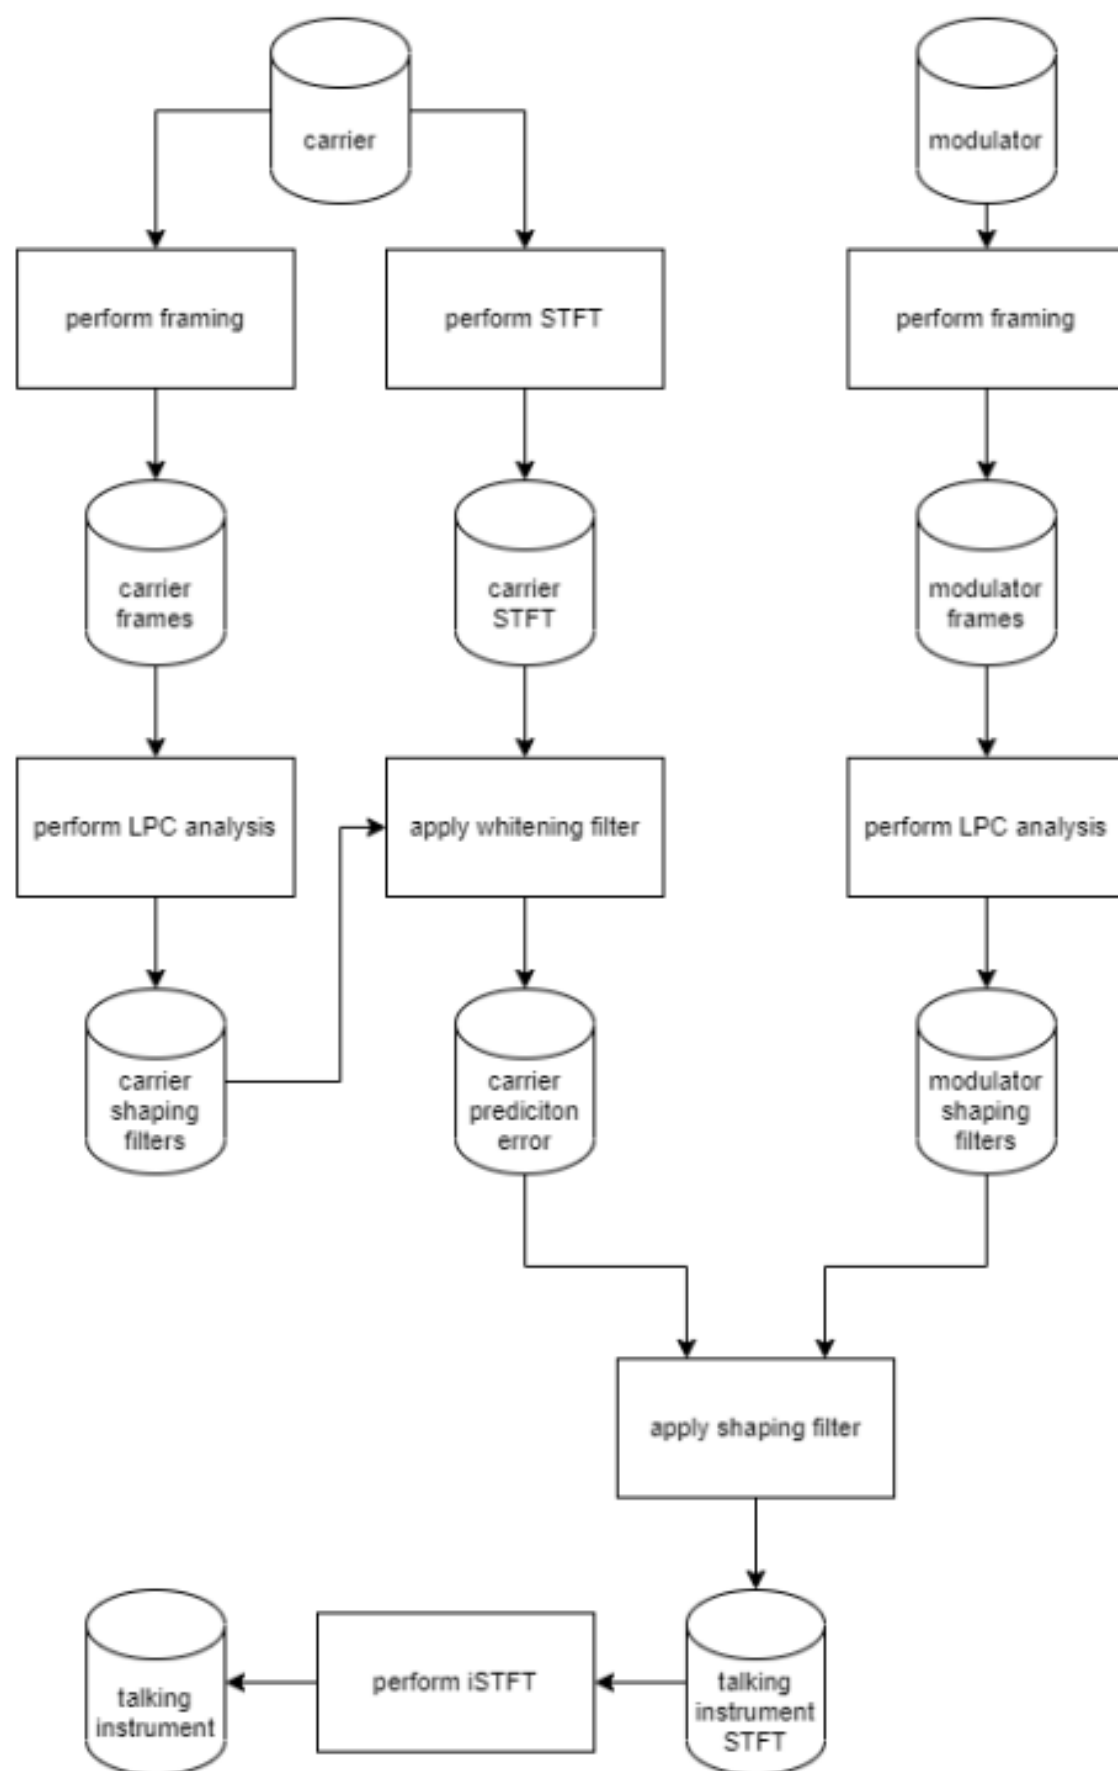 carrier
modulator
perform framing
perform STFT
perform framing
carrier
frames
carrier
STFT
modulator
frames
perform LPC analysis
apply whitening filter
perform LPC analysis
carrier
shaping
filters
carrier
prediciton
error
modulator
shaping
filters
apply shaping filter
talking
instrument
perform iSTFT
talking
instrument
STFT